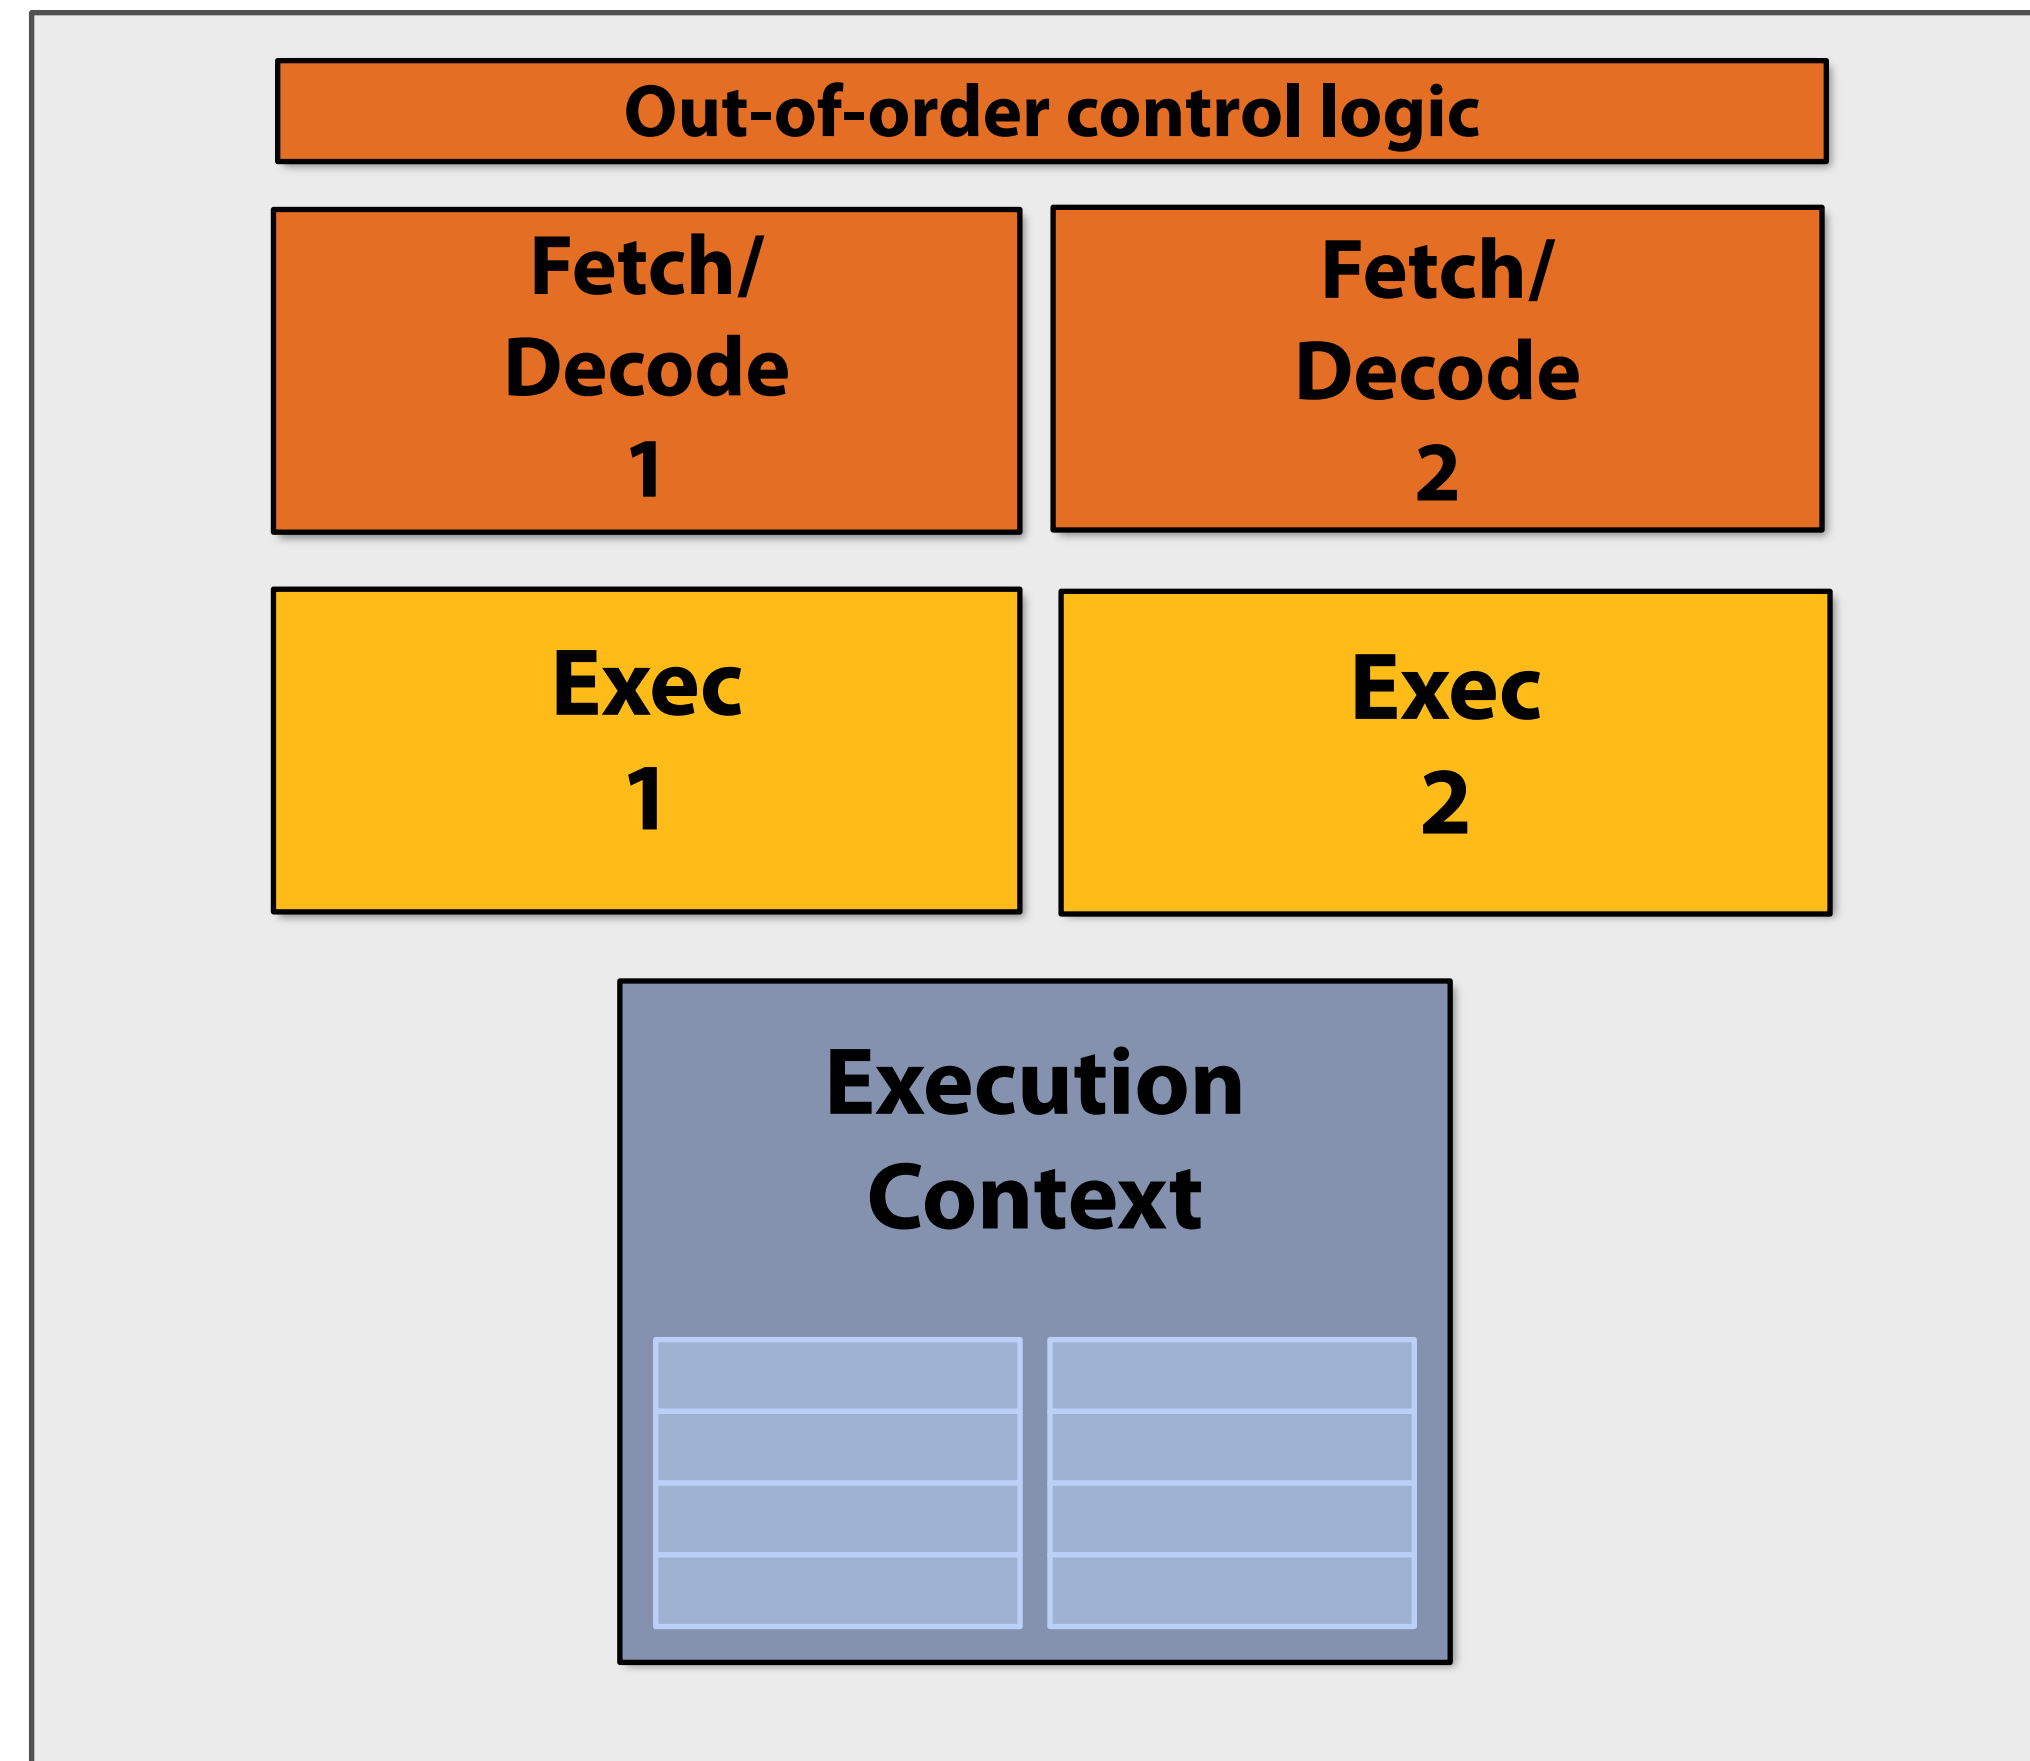 Out-of-order control logic
Fetch/
Decode
1
Fetch/
Decode
2
Exec
1
Exec
2
Execution
Context